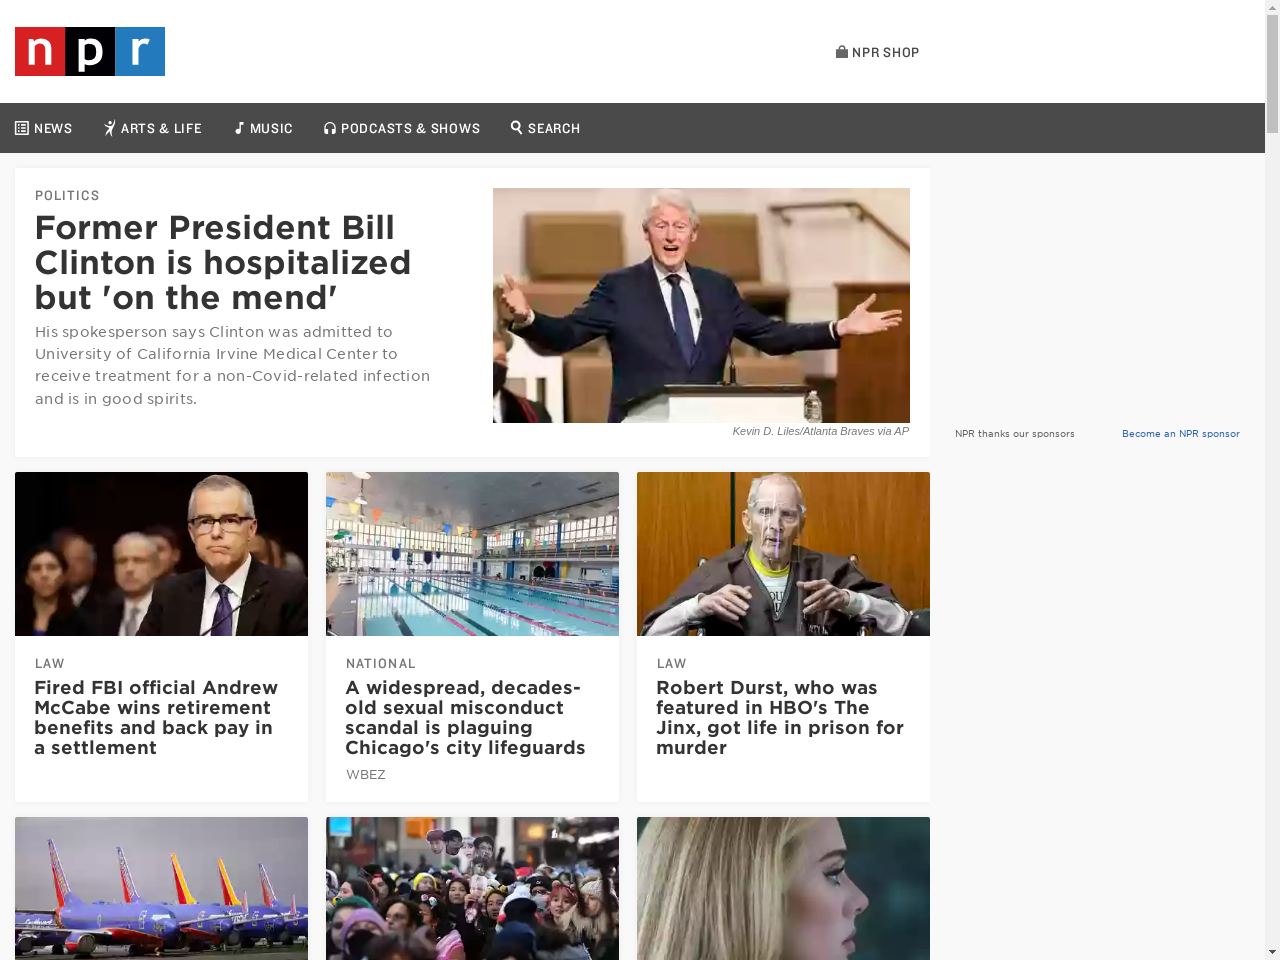 npr
NPR SHOP
NEWS
ARTS & LIFE
MUSIC
PODCASTS & SHOWS
SEARCH
POLITICS
Former President Bill
Clinton is hospitalized
but 'on the mend'
His spokesperson says Clinton was admitted to
University of California Irvine Medical Center to
receive treatment for a non-Covid-related infection
and is in good spirits.
Kevin D. Liles/Atlanta Braves via AP
NPR thanks our sponsors
Become an NPR sponsor
LAW
Fired FBI official Andrew
McCabe wins retirement
benefits and back pay in
a settlement
NATIONAL
A widespread, decades-
old sexual misconduct
scandal is plaguing
Chicago's city lifeguards
WBEZ
LAW
Robert Durst, who was
featured in HBO's The
Jinx, got life in prison for
murder